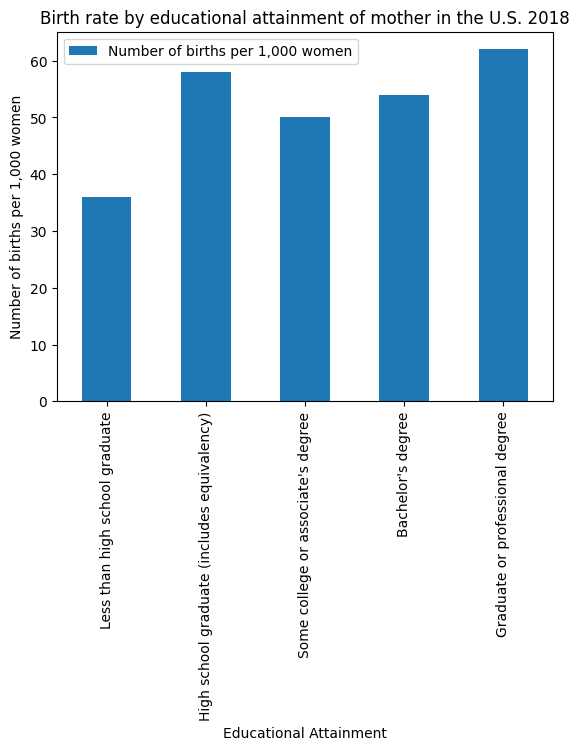 Birth rate by educational attainment of mother in the U.S. 2018
Number of births per 1,000 women
Number of births per 1,000 women
60
50
40
30
20
10
0
Less than high school graduate
High school graduate (includes equivalency)
Some college or associate's degree
Bachelor's degree
Graduate or professional degree
Educational Attainment